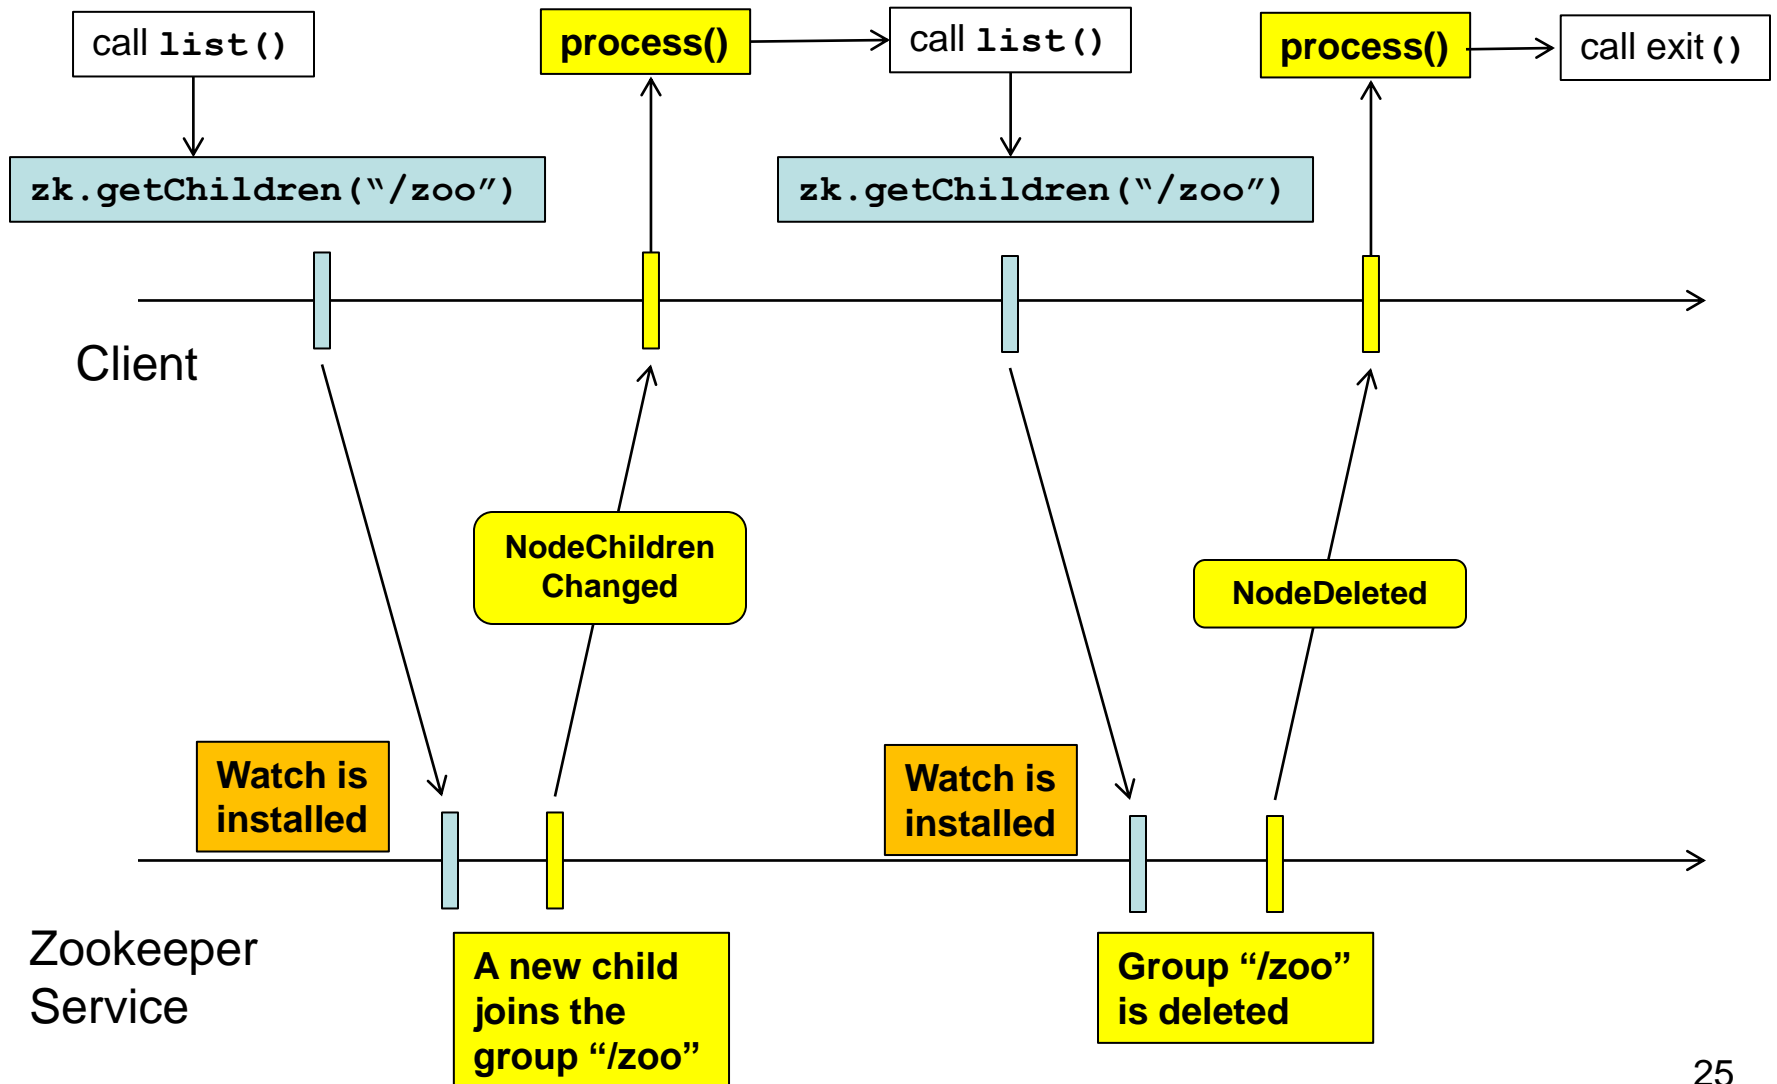 call list()
process()
call list()
process()
call exit()
zk.getChildren(“/zoo”)
zk.getChildren(“/zoo”)
Client
NodeChildren
Changed
NodeDeleted
Watch is
installed
Watch is
installed
Zookeeper
Service
A new child
joins the
group “/zoo”
Group “/zoo”
is deleted
25